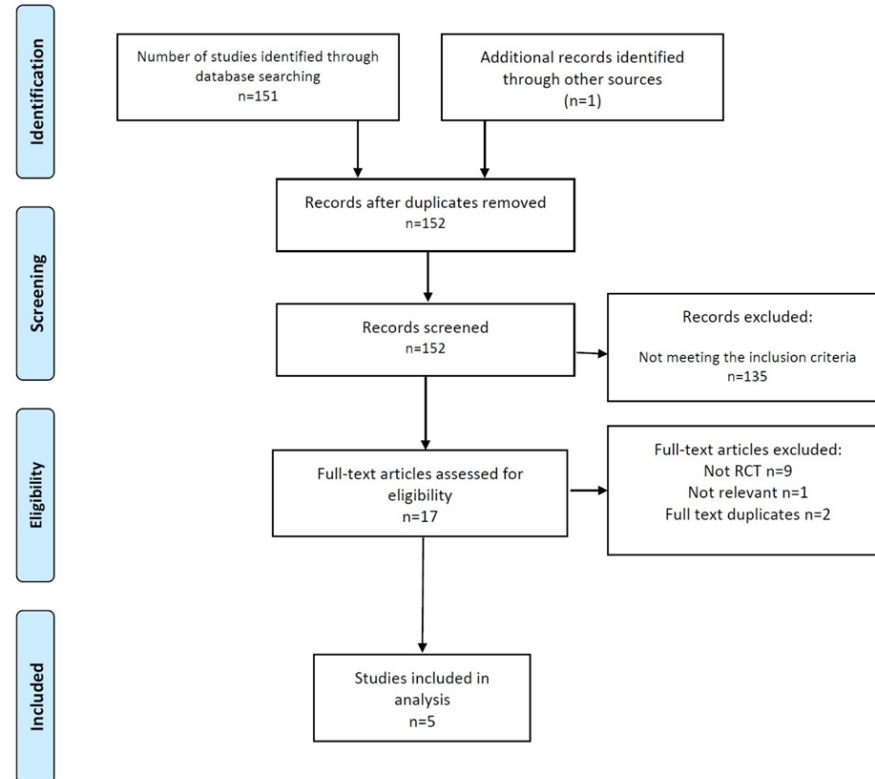 Identification
Number of studies identified through
database searching
n=151
Additional records identified
through other sources
(n=1)
Records after duplicates removed
n=152
Screening
Records screened
n=152
Records excluded:
Not meeting the inclusion criteria
n=135
Eligibility
Full-text articles assessed for
eligibility
n=17
Full-text articles excluded:
Not RCT n=9
Not relevant n=1
Full text duplicates n=2
Included
Studies included in
analysis
n=5